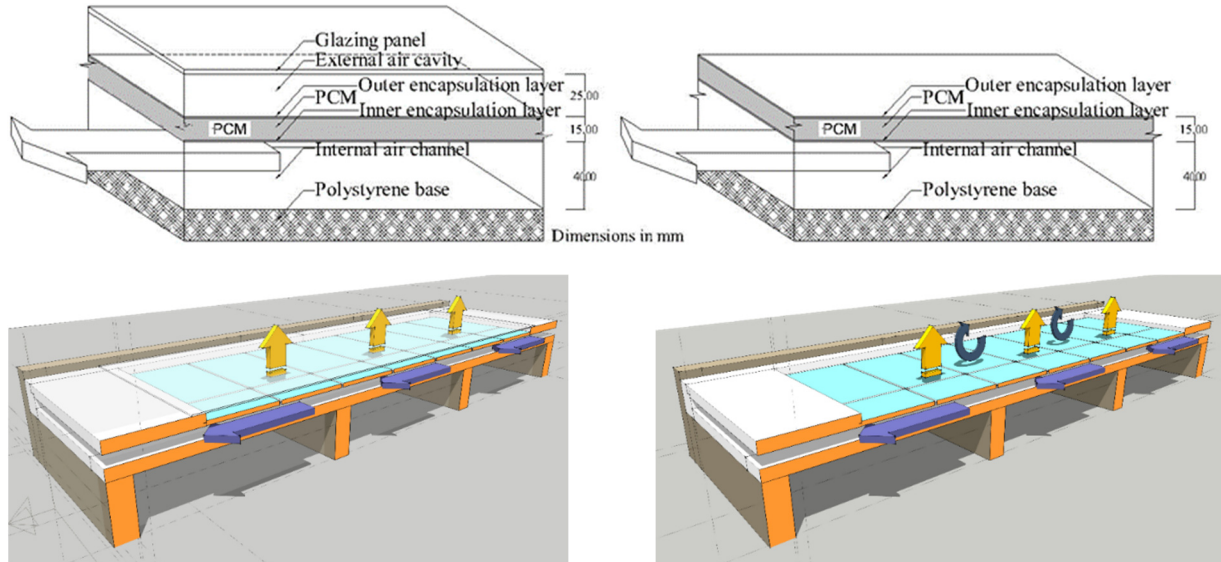 Glazing panel
External air cavity
Outer encapsulation layer
PCM
Inner encapsulation layer
PCM
Internal air channel
Polystyrene base
25.00
15.00
40.00
Dimensions in mm
Outer encapsulation layer
PCM
Inner encapsulation layer
PCM
Internal air channel
Polystyrene base
15.00
40.00